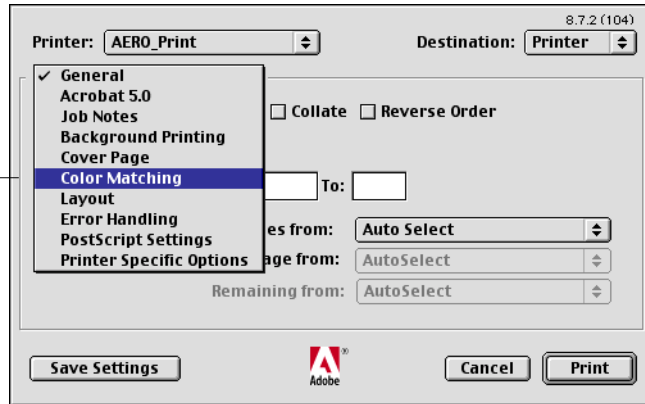 8.7.2 (104)
Printer: AERO_Print Destination: Printer
✓ General
Acrobat 5.0
Job Notes
Collate Reverse Order
Background Printing
Cover Page
Color Matching To:
Layout
Error Handling es from: Auto Select
PostScript Settings
Printer Specific Options age from: AutoSelect
Remaining from: AutoSelect
Save Settings Adobe® Cancel Print